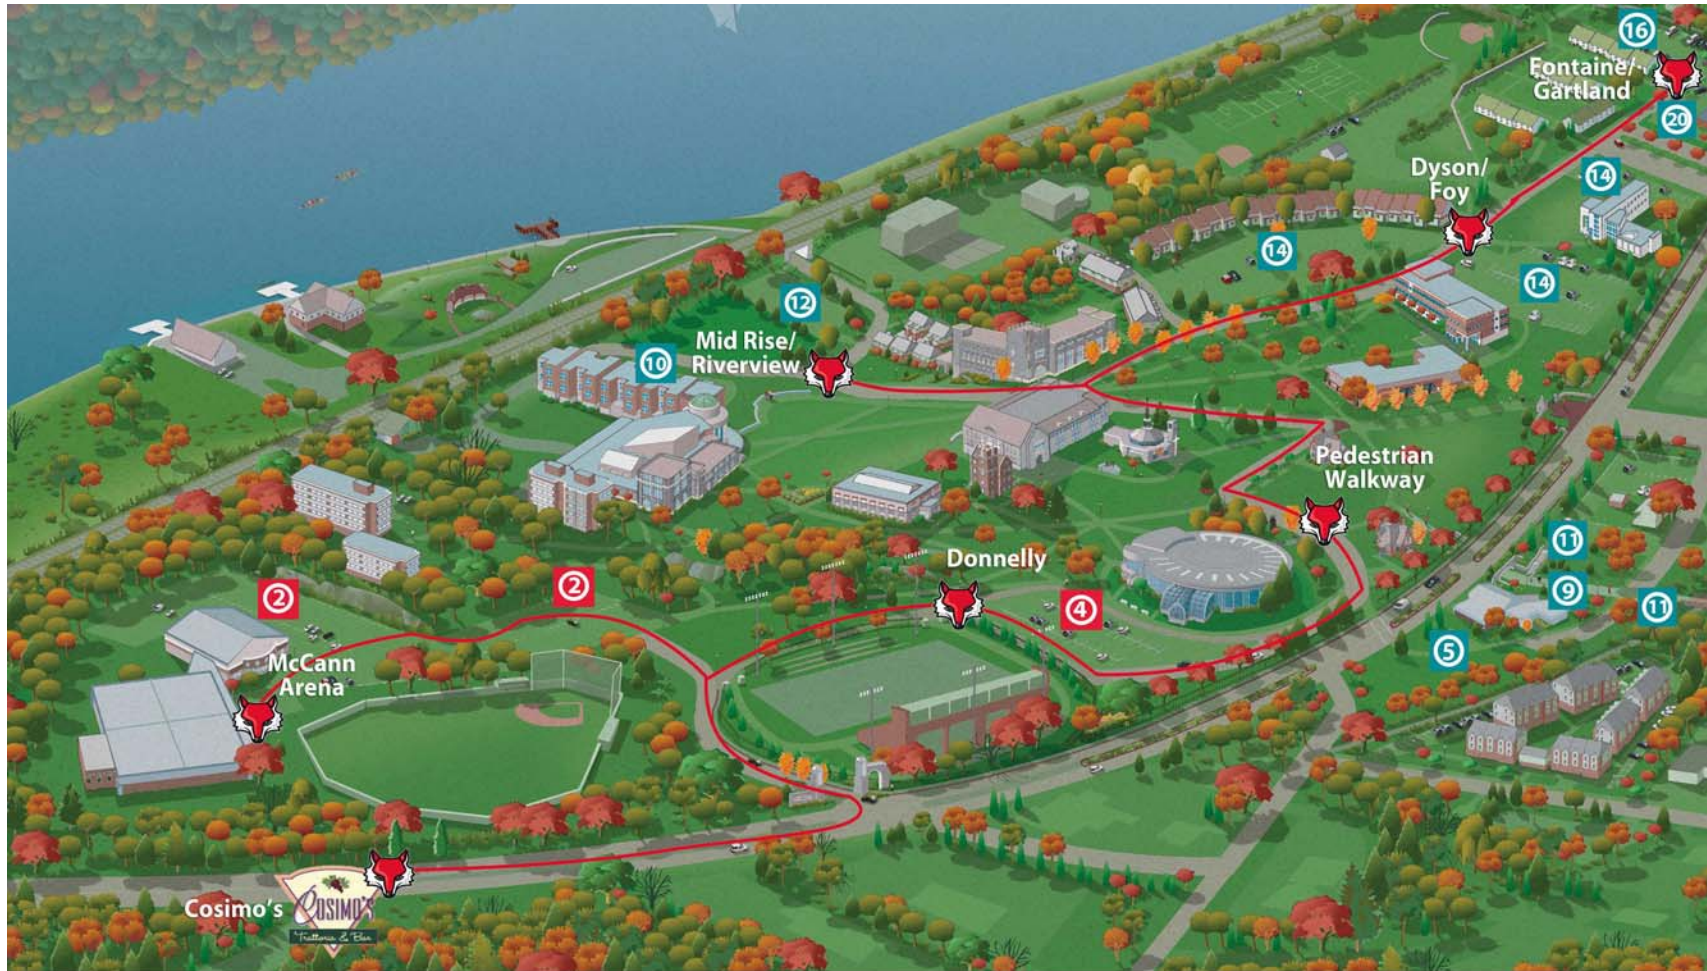 16
Fontaine/
Gartland
20
Dyson/
Foy
14
14
14
12
Mid Rise/
Riverview
10
Pedestrian
Walkway
11
9
11
5
Donnelly
2
2
4
McCann
Arena
Cosimo's
COSIMO'S
Trattoria & Bar